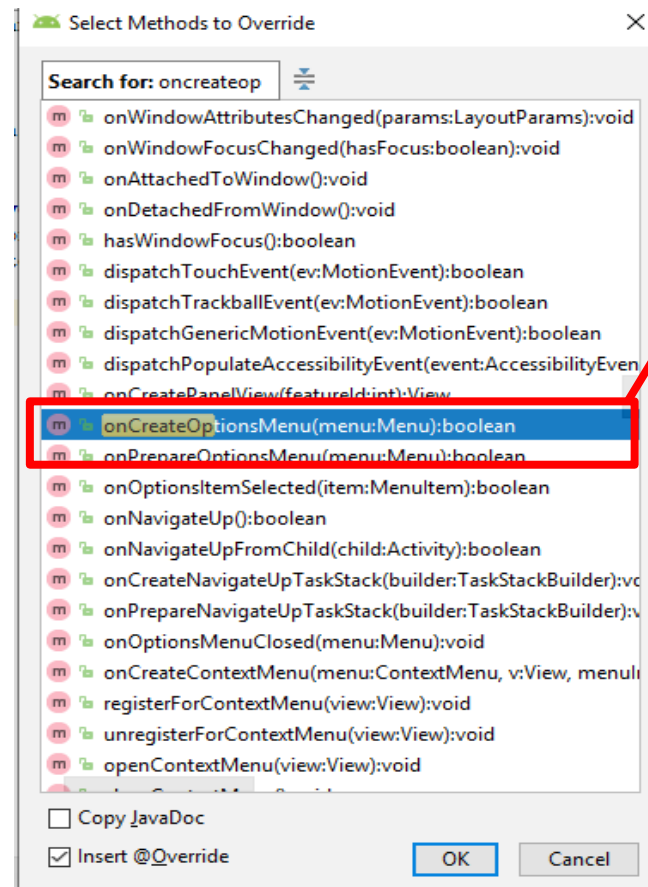 Select Methods to Override
Search for: oncreateop
onWindowAttributesChanged(params:LayoutParams):void
onWindowFocusChanged(hasFocus:boolean):void
onAttachedToWindow():void
onDetachedFromWindow():void
hasWindowFocus():boolean
dispatchTouchEvent(ev:MotionEvent):boolean
dispatchTrackballEvent(ev:MotionEvent):boolean
dispatchGenericMotionEvent(ev:MotionEvent):boolean
dispatchPopulateAccessibilityEvent(event:AccessibilityEven
onCreatePanelView(featureId:int):View
onCreateOptionsMenu(menu:Menu):boolean
onPrepareOptionsMenu(menu:Menu):boolean
onOptionsItemSelected(item:MenuItem):boolean
onNavigateUp():boolean
onNavigateUpFromChild(child:Activity):boolean
onCreateNavigateUpTaskStack(builder:TaskStackBuilder):vo
onPrepareNavigateUpTaskStack(builder:TaskStackBuilder):v
onOptionsMenuClosed(menu:Menu):void
onCreateContextMenu(menu:ContextMenu, v:View, menuI
registerForContextMenu(view:View):void
unregisterForContextMenu(view:View):void
openContextMenu(view:View):void
Copy JavaDoc
Insert @Override
OK Cancel